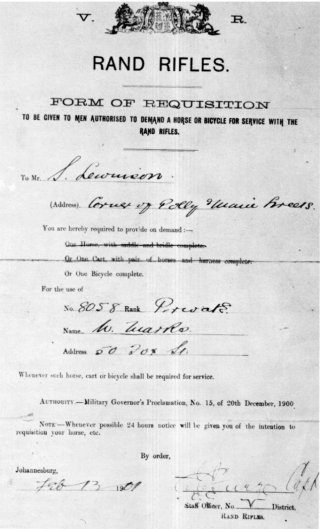 V. R.
RAND RIFLES.
FORM OF REQUISITION
TO BE GIVEN TO MEN AUTHORISED TO DEMAND A HORSE OR BICYCLE FOR SERVICE WITH THE
RAND RIFLES.
To Mr. S. Lewinson.
(Address). Corner of Polly & Marie Streets.
You are hereby required to provide on demand:—
One Horse, with saddle and bridle complete.
Or One Cart, with pair of horses and harness complete.
Or One Bicycle complete.
For the use of
No. 8058 Rank Private
Name. W. Marks
Address 50 Fox St.
Whenever such horse, cart or bicycle shall be required for service.
AUTHORITY.—Military Governor's Proclamation, No. 15, of 20th December, 1900
NOTE—Whenever possible 24 hours notice will be given you of the intention to
requisition your horse, etc.
By order,
Johannesburg,
Feb 13 1901
Capt
Staff Officer, No V District,
RAND RIFLES.